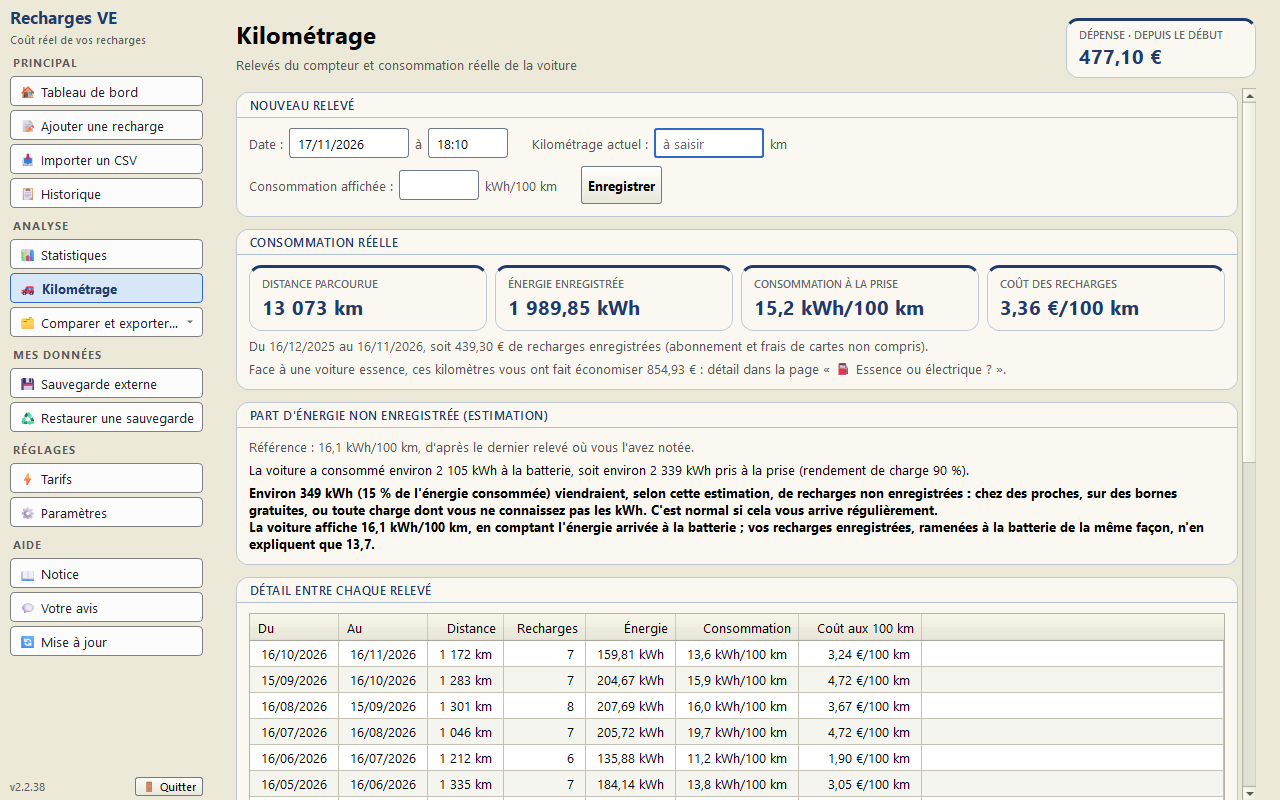 Recharges VE
Coût réel de vos recharges
PRINCIPAL
Tableau de bord
Ajouter une recharge
Importer un CSV
Historique
ANALYSE
Statistiques
Kilométrage
Comparer et exporter...
MES DONNÉES
Sauvegarde externe
Restaurer une sauvegarde
RÉGLAGES
Tarifs
Paramètres
AIDE
Notice
Votre avis
Mise à jour
v2.2.38
Quitter
Kilométrage
Relevés du compteur et consommation réelle de la voiture
DÉPENSE · DEPUIS LE DÉBUT
477,10 €
NOUVEAU RELEVÉ
Date : 17/11/2026 à 18:10 Kilométrage actuel : à saisir km
Consommation affichée : kWh/100 km Enregistrer
CONSOMMATION RÉELLE
DISTANCE PARCOURUE
13 073 km
ÉNERGIE ENREGISTRÉE
1 989,85 kWh
CONSOMMATION À LA PRISE
15,2 kWh/100 km
COÛT DES RECHARGES
3,36 €/100 km
Du 16/12/2025 au 16/11/2026, soit 439,30 € de recharges enregistrées (abonnement et frais de cartes non compris).
Face à une voiture essence, ces kilomètres vous ont fait économiser 854,93 € : détail dans la page « Essence ou électrique ? ».
PART D'ÉNERGIE NON ENREGISTRÉE (ESTIMATION)
Référence : 16,1 kWh/100 km, d'après le dernier relevé où vous l'avez notée.
La voiture a consommé environ 2 105 kWh à la batterie, soit environ 2 339 kWh pris à la prise (rendement de charge 90 %).
Environ 349 kWh (15 % de l'énergie consommée) viendraient, selon cette estimation, de recharges non enregistrées : chez des proches, sur des bornes
gratuites, ou toute charge dont vous ne connaissez pas les kWh. C'est normal si cela vous arrive régulièrement.
La voiture affiche 16,1 kWh/100 km, en comptant l'énergie arrivée à la batterie ; vos recharges enregistrées, ramenées à la batterie de la même façon, n'en
expliquent que 13,7.
DÉTAIL ENTRE CHAQUE RELEVÉ
Du Au Distance Recharges Énergie Consommation Coût aux 100 km
16/10/2026 16/11/2026 1 172 km 7 159,81 kWh 13,6 kWh/100 km 3,24 €/100 km
15/09/2026 16/10/2026 1 283 km 7 204,67 kWh 15,9 kWh/100 km 4,72 €/100 km
16/08/2026 15/09/2026 1 301 km 8 207,69 kWh 16,0 kWh/100 km 3,67 €/100 km
16/07/2026 16/08/2026 1 046 km 7 205,72 kWh 19,7 kWh/100 km 4,72 €/100 km
16/06/2026 16/07/2026 1 212 km 6 135,88 kWh 11,2 kWh/100 km 1,90 €/100 km
16/05/2026 16/06/2026 1 335 km 7 184,14 kWh 13,8 kWh/100 km 3,05 €/100 km